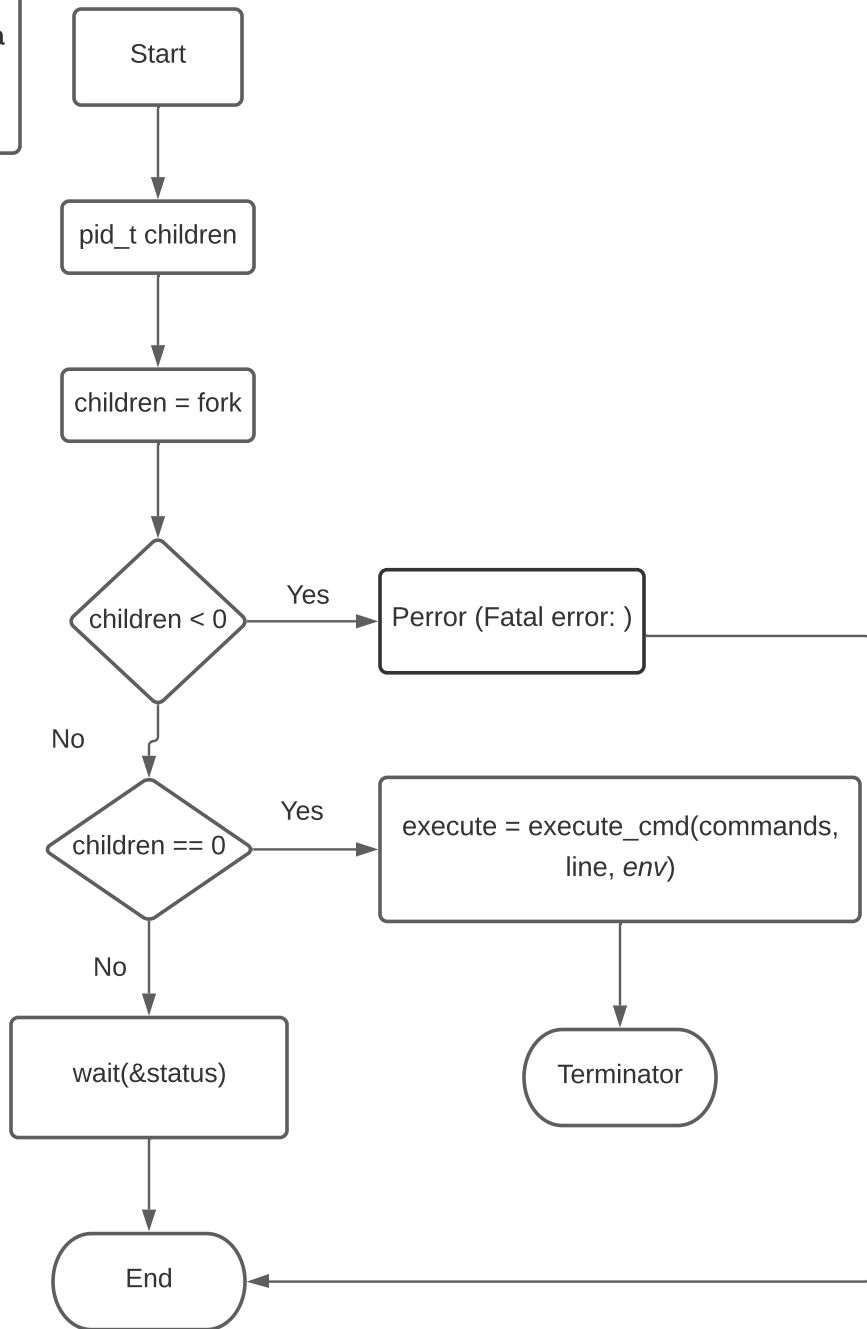 Start
pid_t children
children = fork
children < 0
Yes
Perror (Fatal error: )
No
children == 0
Yes
execute = execute_cmd(commands,
line, env)
No
wait(&status)
Terminator
End